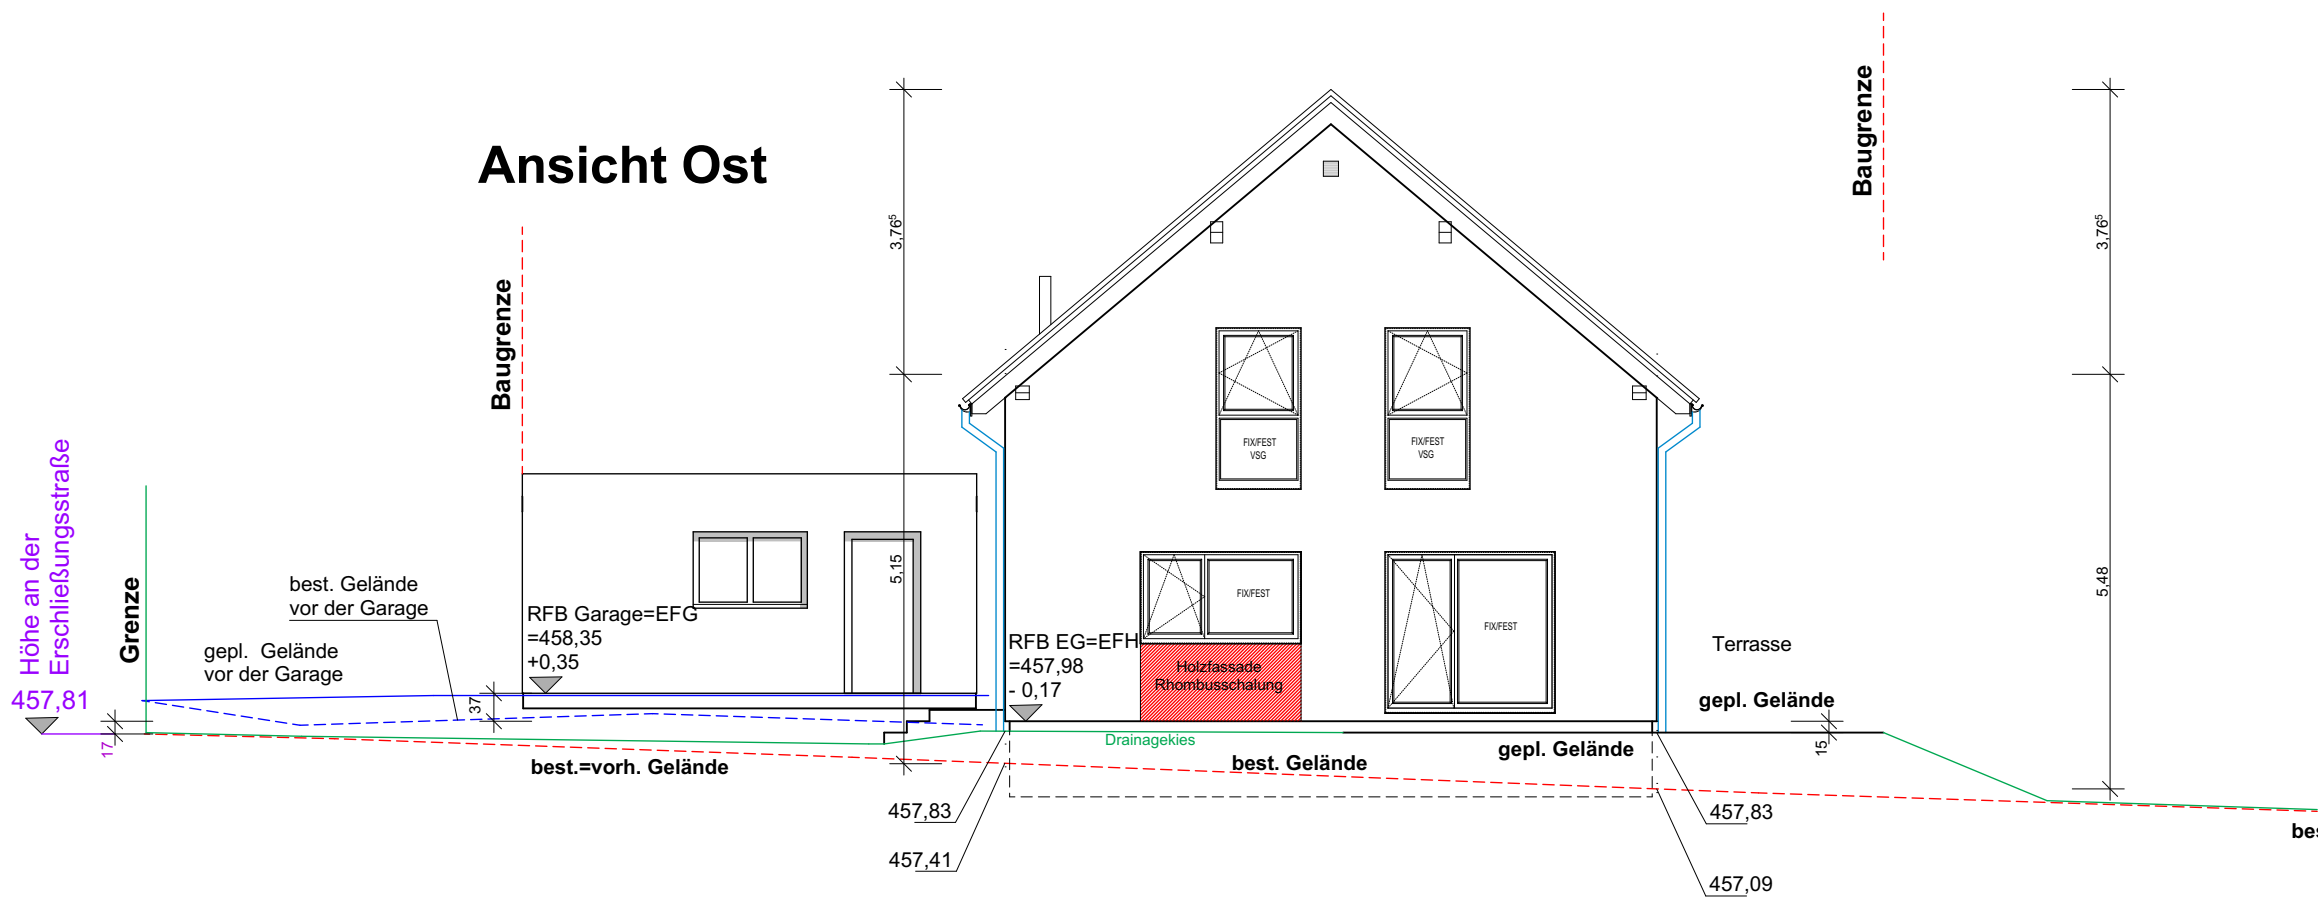 Ansicht Ost
Baugrenze
Baugrenze
3,76⁵
3,76⁵
5,15
5,48
Höhe an der
Erschließungsstraße
457,81
17
Grenze
best. Gelände
vor der Garage
gepl. Gelände
vor der Garage
37
RFB Garage=EFG
=458,35
+0,35
RFB EG=EFH
=457,98
- 0,17
FIX/FEST
VSG
FIX/FEST
VSG
FIX/FEST
FIX/FEST
Holzfassade
Rhombusschalung
Terrasse
gepl. Gelände
15
Drainagekies
best.=vorh. Gelände
best. Gelände
gepl. Gelände
457,83
457,41
457,83
457,09
bes